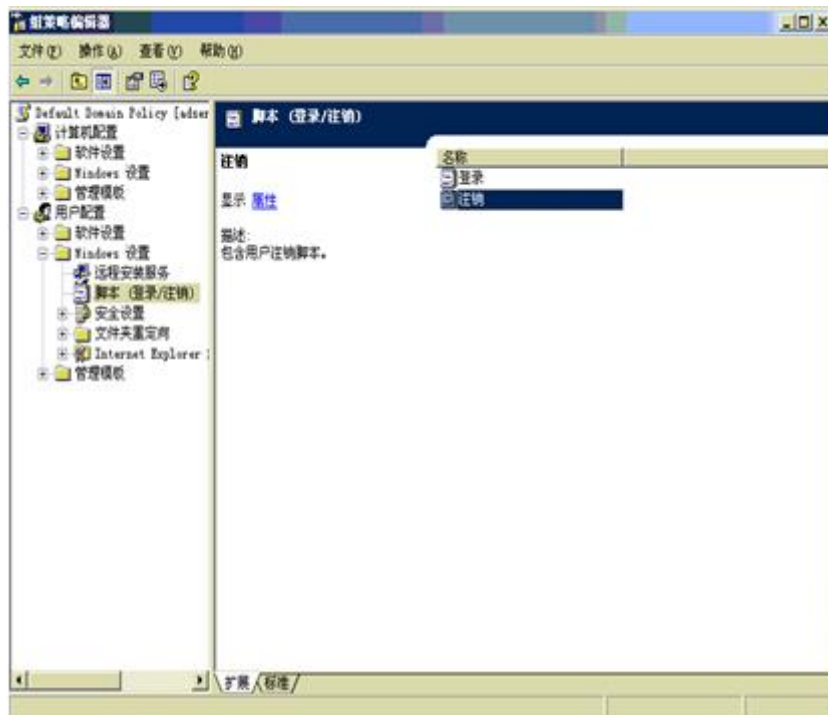 组策略编辑器
文件(F) 操作(A) 查看(V) 帮助(H)
Default Domain Policy [adser
计算机配置
软件设置
Windows 设置
管理模板
用户配置
软件设置
Windows 设置
远程安装服务
脚本 (登录/注销)
安全设置
文件夹重定向
Internet Explorer
管理模板
脚本 (登录/注销)
注销
显示 属性
描述:
包含用户注销脚本。
名称
登录
注销
扩展 标准